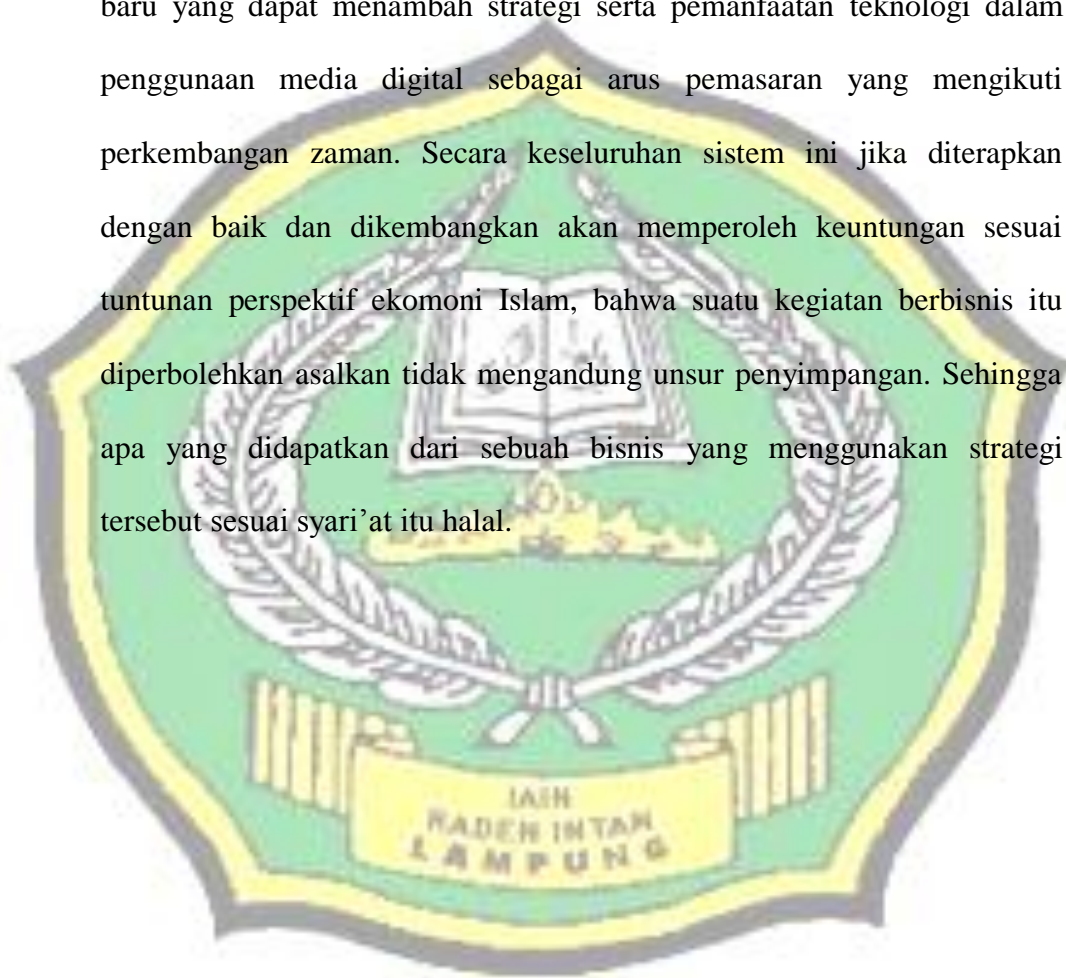 baru yang dapat menambah strategi serta pemanfaatan teknologi dalam
penggunaan media digital sebagai arus pemasaran yang mengikuti
perkembangan zaman. Secara keseluruhan sistem ini jika diterapkan
dengan baik dan dikembangkan akan memperoleh keuntungan sesuai
tuntunan perspektif ekomoni Islam, bahwa suatu kegiatan berbisnis itu
diperbolehkan asalkan tidak mengandung unsur penyimpangan. Sehingga
apa yang didapatkan dari sebuah bisnis yang menggunakan strategi
tersebut sesuai syari’at itu halal.
IAIN
RADEN INTAN
LAMPUNG